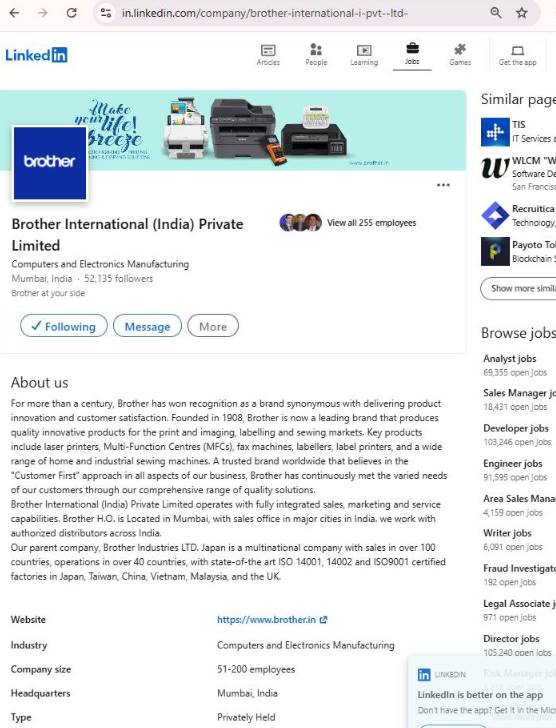 in.linkedin.com/company/brother-international-i-pvt--ltd-
Linkedin
Articles
People
Learning
Jobs
Games
Get the app
Make
your life!
breeze
www.brother.in
brother
Brother International (India) Private
Limited
View all 255 employees
Computers and Electronics Manufacturing
Mumbai, India · 52,135 followers
Brother at your side
Following
Message
More
About us
For more than a century, Brother has won recognition as a brand synonymous with delivering product
innovation and customer satisfaction. Founded in 1908, Brother is now a leading brand that produces
quality innovative products for the print and imaging, labelling and sewing markets. Key products
include laser printers, Multi-Function Centres (MFCs), fax machines, labellers, label printers, and a wide
range of home and industrial sewing machines. A trusted brand worldwide that believes in the
"Customer First" approach in all aspects of our business, Brother has continuously met the varied needs
of our customers through our comprehensive range of quality solutions.
Brother International (India) Private Limited operates with fully integrated sales, marketing and service
capabilities. Brother H.O. is Located in Mumbai, with sales office in major cities in India. we work with
authorized distributors across India.
Our parent company, Brother Industries LTD. Japan is a multinational company with sales in over 100
countries, operations in over 40 countries, with state-of-the art ISO 14001, 14002 and ISO9001 certified
factories in Japan, Taiwan, China, Vietnam, Malaysia, and the UK.
Website
https://www.brother.in
Industry
Computers and Electronics Manufacturing
Company size
51-200 employees
Headquarters
Mumbai, India
Type
Privately Held
Similar page
TIS
IT Services a
WLCM "W
Software De
San Francisc
Recruitica
Technology,
Payoto To
Blockchain S
Show more simil
Browse jobs
Analyst jobs
69,355 open jobs
Sales Manager jo
18,431 open jobs
Developer jobs
103,246 open jobs
Engineer jobs
91,595 open jobs
Area Sales Mana
4,159 open jobs
Writer jobs
6,091 open jobs
Fraud Investigato
192 open jobs
Legal Associate j
971 open jobs
Director jobs
105,240 open jobs
Risk Manager jo
LINKEDIN
LinkedIn is better on the app
Don't have the app? Get it in the Mic